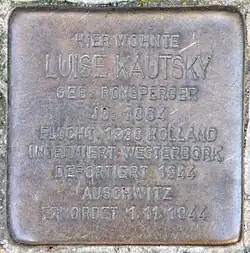 HIER WOHNTE
LUISE KAUTSKY
GEB. RONSPERGER
JG. 1864
FLUCHT 1938 HOLLAND
INTERNIERT WESTERBORK
DEPORTIERT 1944
AUSCHWITZ
ERMORDET 1.11.1944